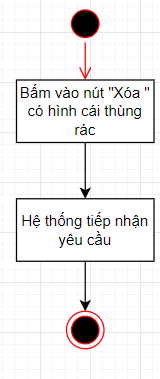 Bấm vào nút "Xóa "
có hình cái thùng
rác
Hệ thống tiếp nhận
yêu cầu